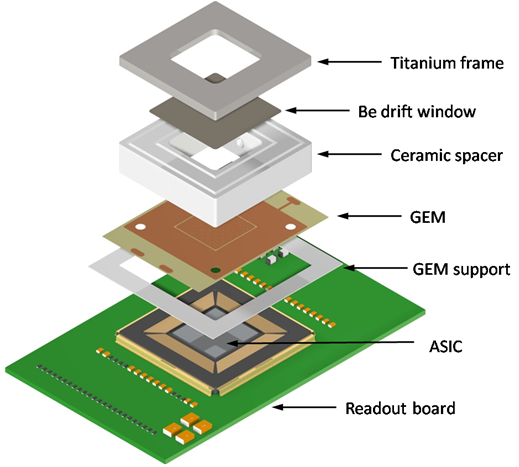 Titanium frame
Be drift window
Ceramic spacer
GEM
GEM support
ASIC
Readout board